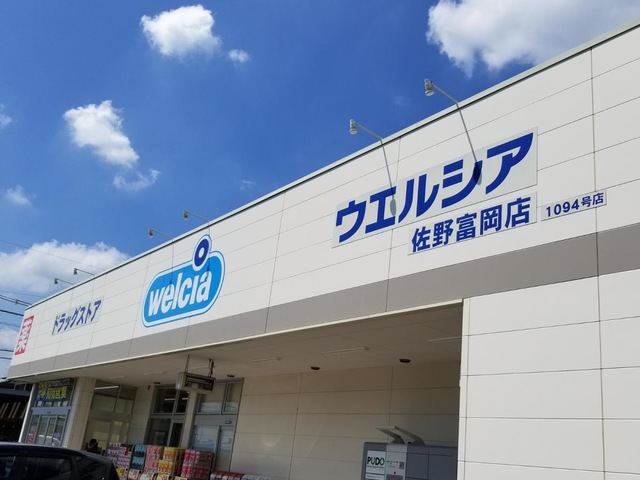 薬
ドラッグストア
welcia
ウエルシア
佐野富岡店
1094号店
PUDO